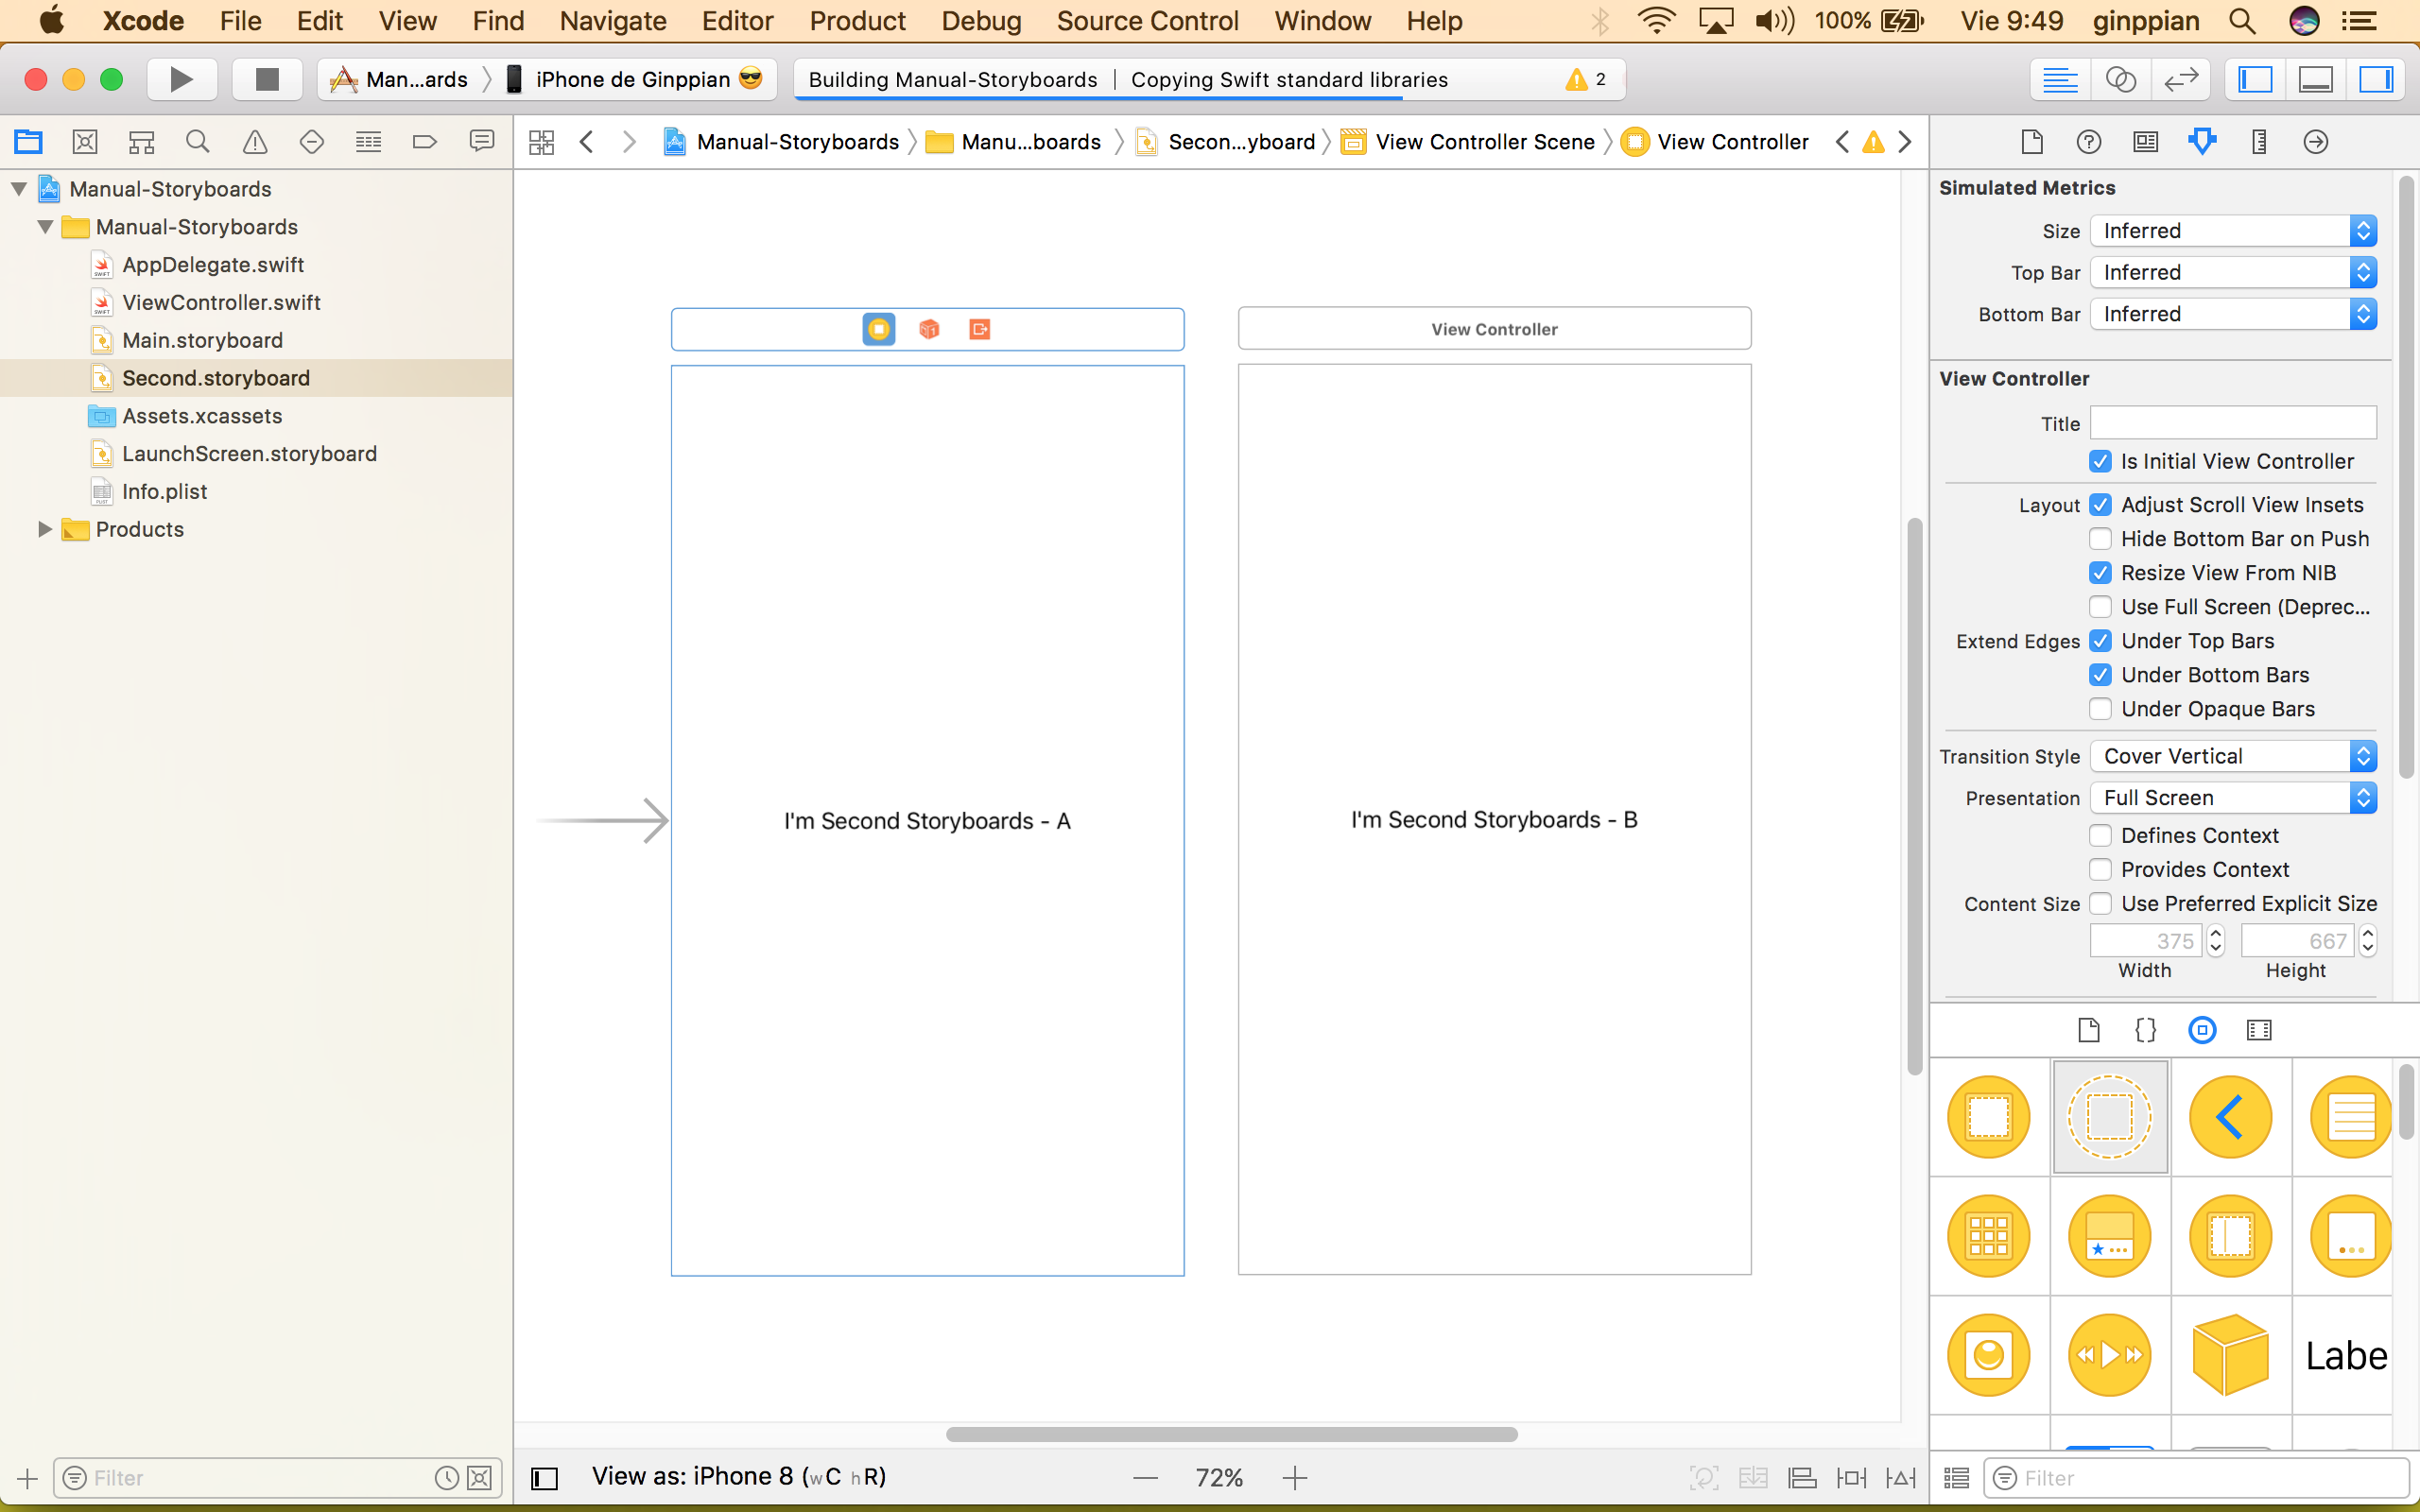 Xcode File Edit View Find Navigate Editor Product Debug Source Control Window Help 100% Vie 9:49 ginppian
Man...ards iPhone de Ginppian 😎 Building Manual-Storyboards | Copying Swift standard libraries 2
Manual-Storyboards Manu...boards Secon...yboard View Controller Scene View Controller
Manual-Storyboards
Manual-Storyboards
AppDelegate.swift
ViewController.swift
Main.storyboard
Second.storyboard
Assets.xcassets
LaunchScreen.storyboard
Info.plist
Products
Filter
View Controller
I'm Second Storyboards - A
I'm Second Storyboards - B
View as: iPhone 8 (wC hR)
72%
Simulated Metrics
Size Inferred
Top Bar Inferred
Bottom Bar Inferred
View Controller
Title
Is Initial View Controller
Layout Adjust Scroll View Insets
Hide Bottom Bar on Push
Resize View From NIB
Use Full Screen (Deprec...
Extend Edges Under Top Bars
Under Bottom Bars
Under Opaque Bars
Transition Style Cover Vertical
Presentation Full Screen
Defines Context
Provides Context
Content Size Use Preferred Explicit Size
375 667
Width Height
Labe
Filter